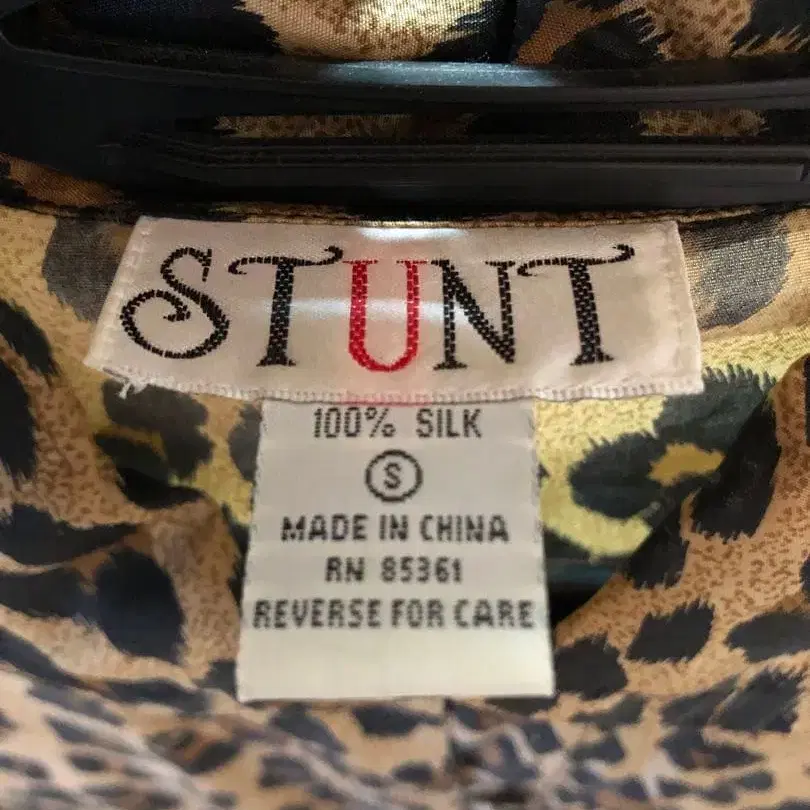 STUNT
100% SILK
S
MADE IN CHINA
RN 85361
REVERSE FOR CARE